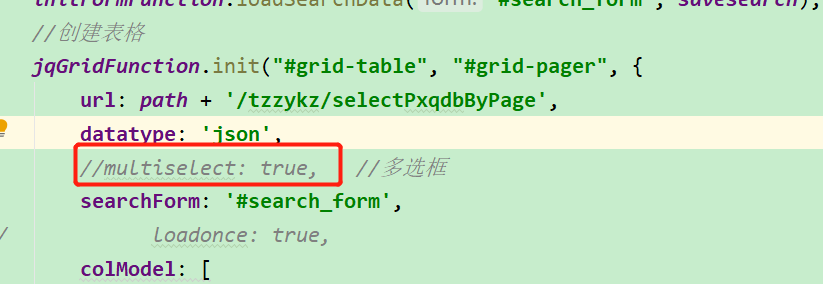 initFormFunction.loadSearchData( form: '#search_form', savesearch);
//创建表格
jqGridFunction.init("#grid-table", "#grid-pager", {
url: path + '/tzzykz/selectPxqdbByPage',
datatype: 'json',
//multiselect: true, //多选框
searchForm: '#search_form',
/ loadonce: true,
colModel: [